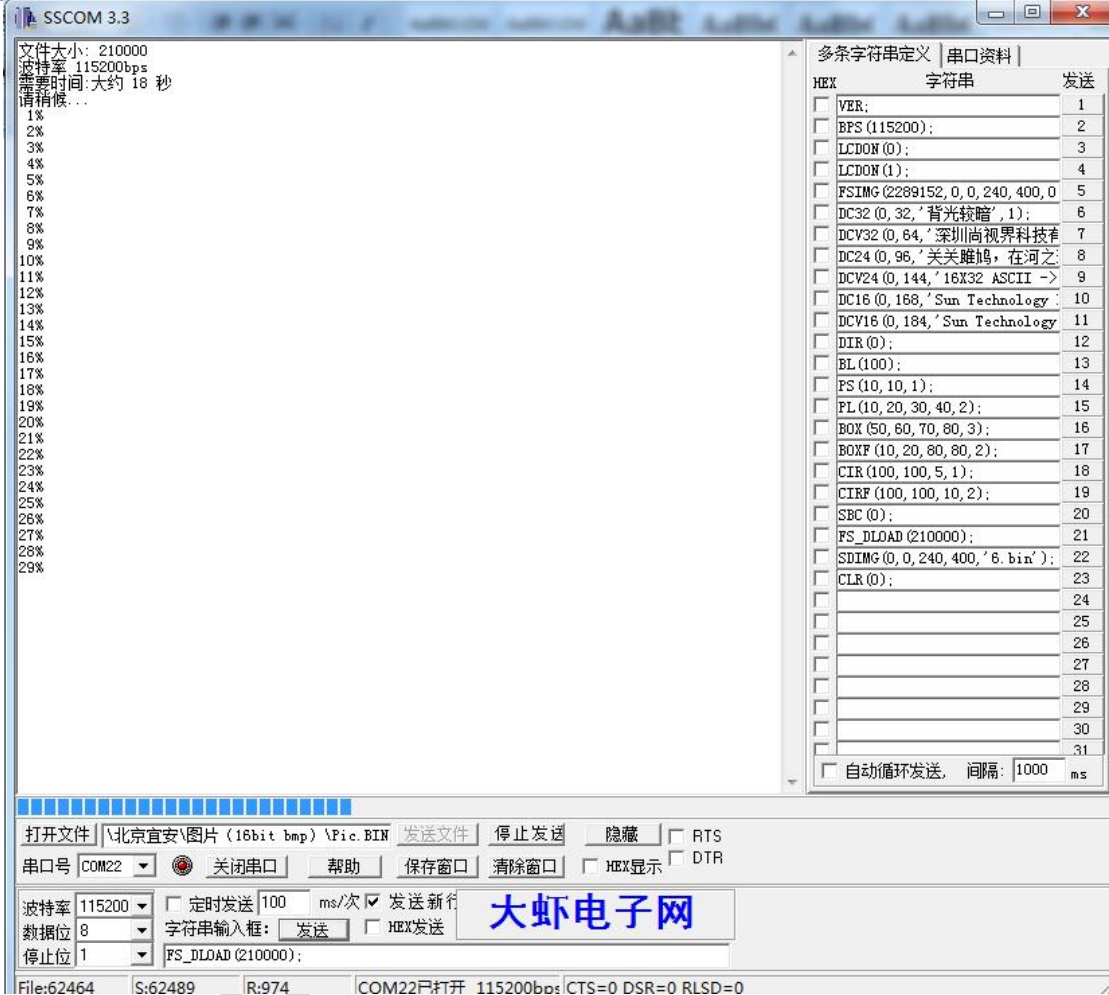 SSCOM 3.3
文件大小: 210000
波特率 115200bps
需要时间:大约 18 秒
请稍候...
1%
2%
3%
4%
5%
6%
7%
8%
9%
10%
11%
12%
13%
14%
15%
16%
17%
18%
19%
20%
21%
22%
23%
24%
25%
26%
27%
28%
29%
多条字符串定义 串口资料
HEX 字符串 发送
VER; 1
BPS(115200); 2
LCDON(0); 3
LCDON(1); 4
FSIMG(2289152,0,0,240,400,0 5
DC32(0,32,'背光较暗',1); 6
DCV32(0,64,'深圳尚视界科技有 7
DC24(0,96,'关关雎鸠，在河之 8
DCV24(0,144,'16X32 ASCII -> 9
DC16(0,168,'Sun Technology 10
DCV16(0,184,'Sun Technology 11
DIR(0); 12
BL(100); 13
PS(10,10,1); 14
PL(10,20,30,40,2); 15
BOX(50,60,70,80,3); 16
BOXF(10,20,80,80,2); 17
CIR(100,100,5,1); 18
CIRF(100,100,10,2); 19
SBC(0); 20
FS_DLOAD(210000); 21
SDIMG(0,0,240,400,'6.bin'); 22
CLR(0); 23
24
25
26
27
28
29
30
31
自动循环发送, 间隔: 1000 ms
打开文件 \北京宜安\图片（16bit bmp）\Pic.BIN 发送文件 停止发送 隐藏 RTS
串口号 COM22 关闭串口 帮助 保存窗口 清除窗口 HEX显示 DTR
波特率 115200 定时发送 100 ms/次 发送新行
数据位 8 字符串输入框: 发送 HEX发送
大虾电子网
停止位 1 FS_DLOAD(210000);
File:62464 S:62489 R:974 COM22已打开 115200bps CTS=0 DSR=0 RLSD=0